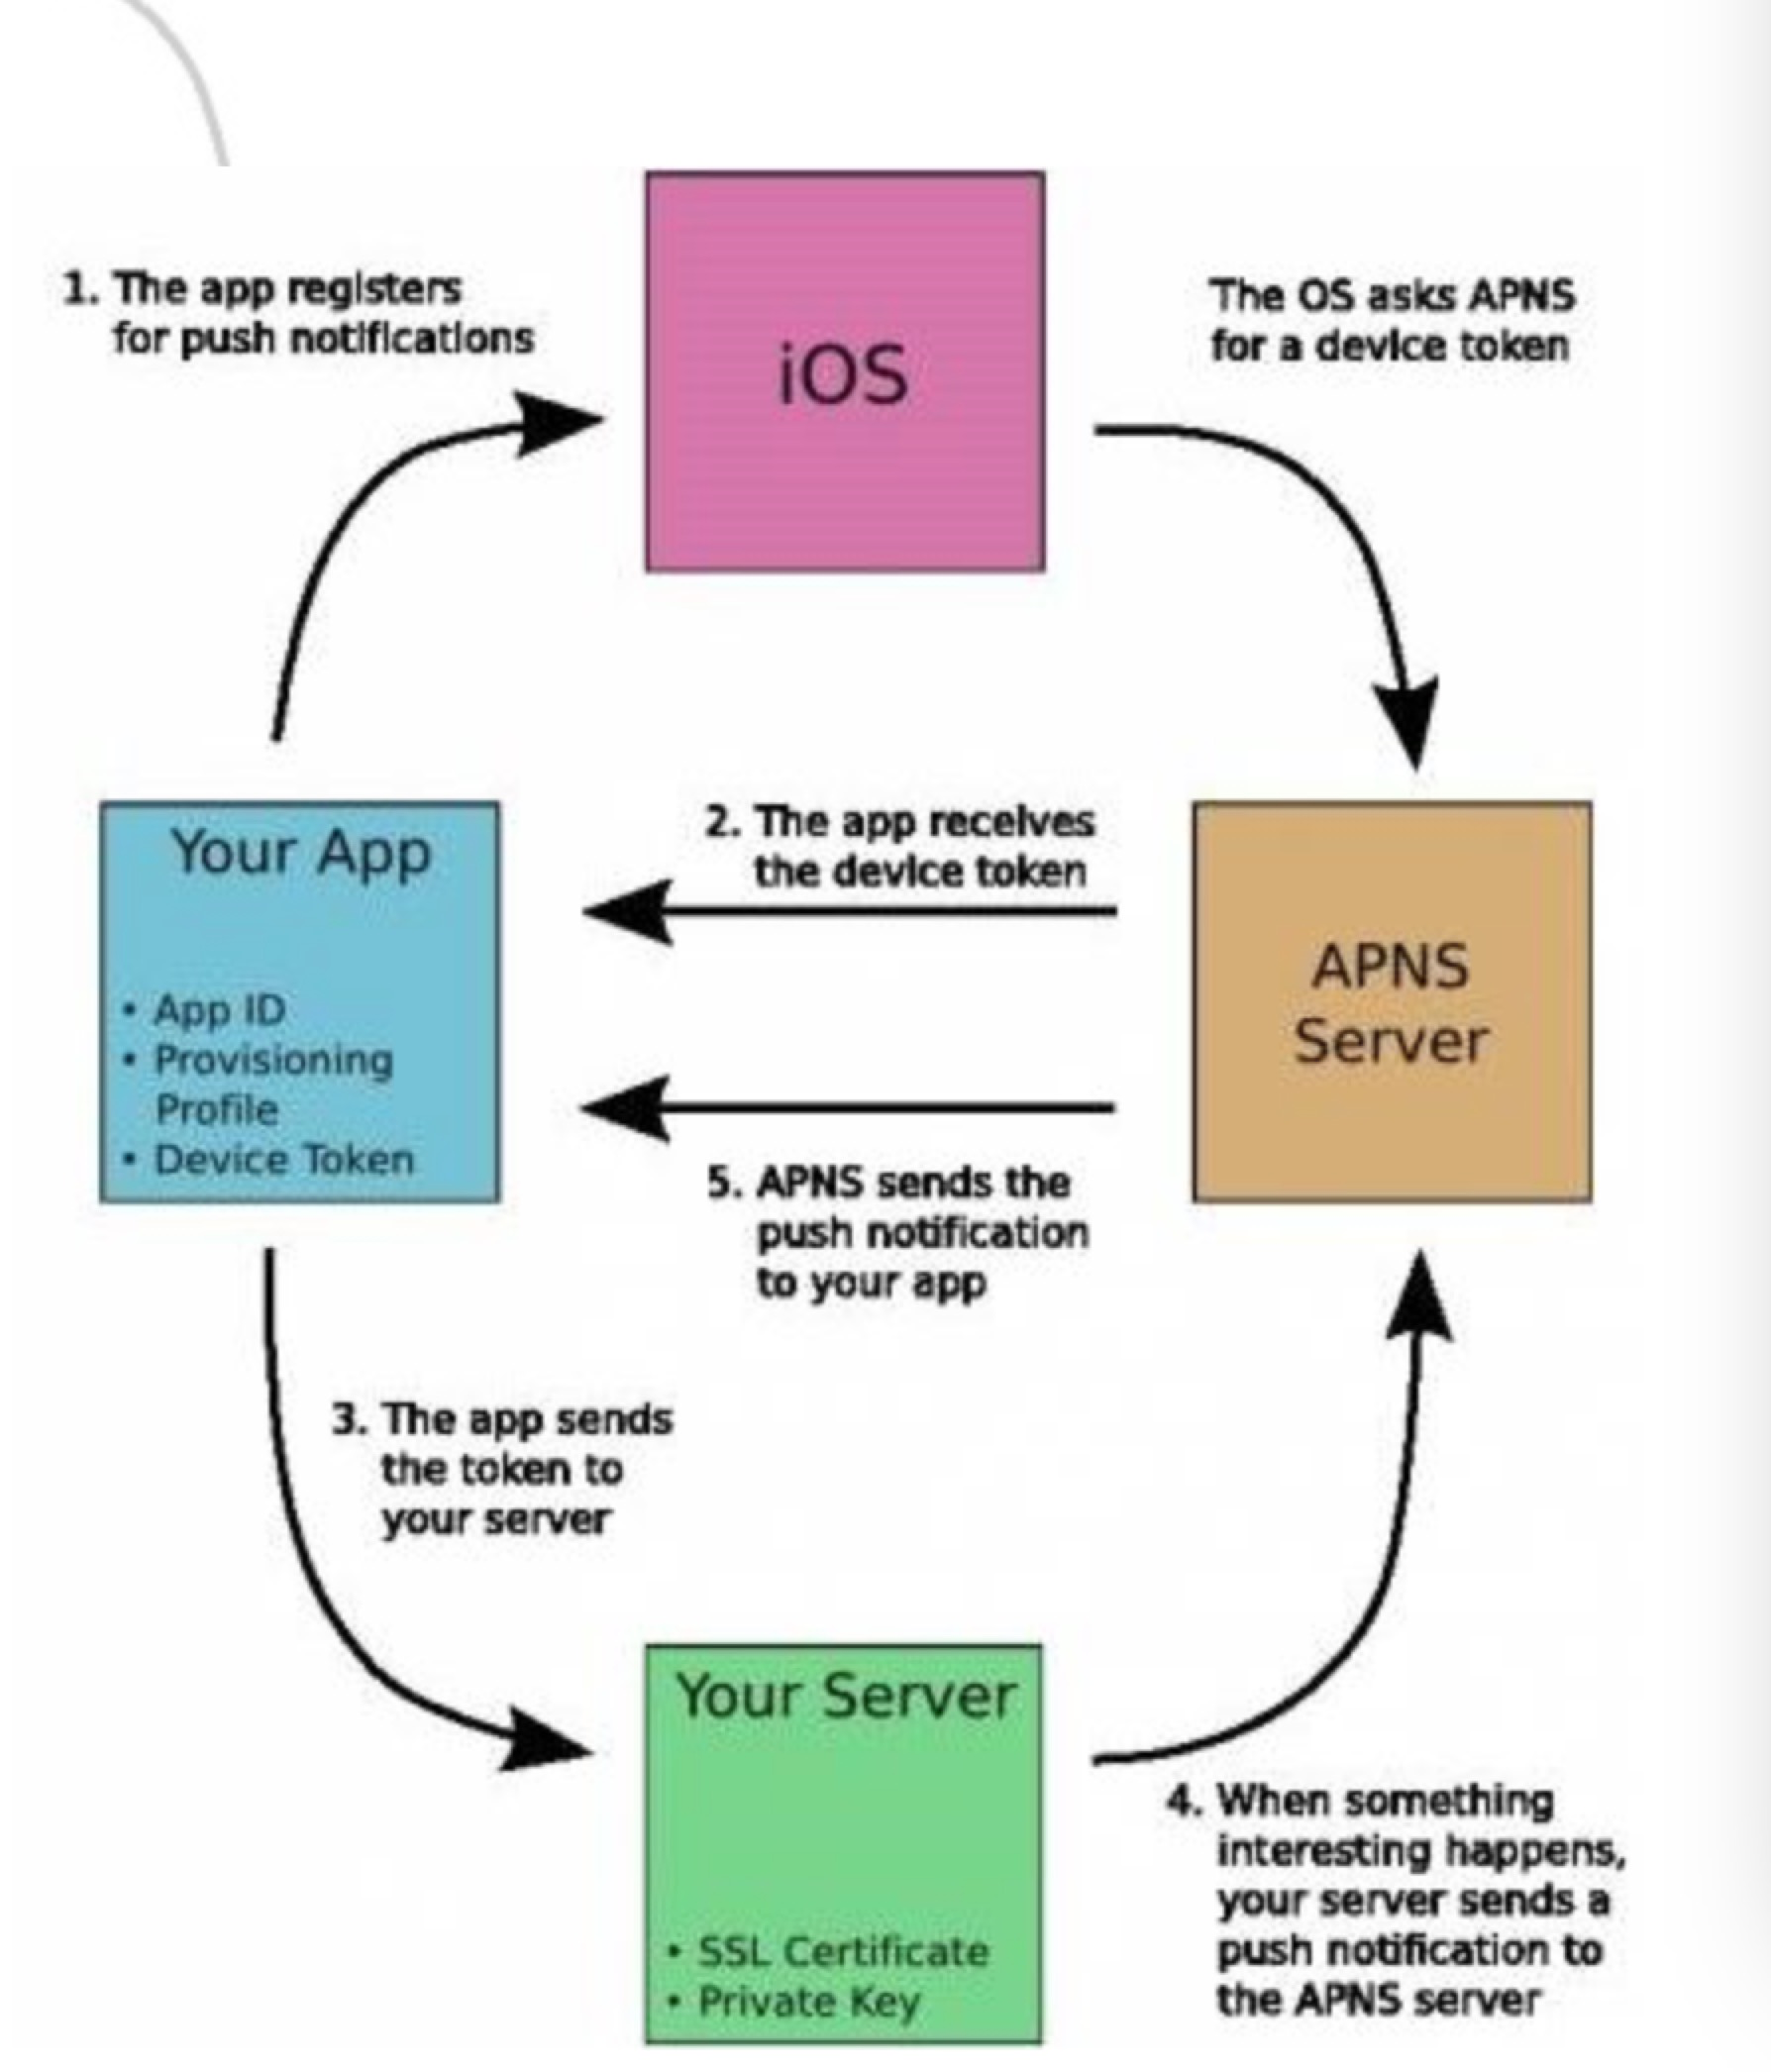 iOS
1. The app registers
for push notifications
The OS asks APNS
for a device token
Your App
• App ID
• Provisioning
Profile
• Device Token
2. The app receives
the device token
APNS
Server
5. APNS sends the
push notification
to your app
3. The app sends
the token to
your server
Your Server
• SSL Certificate
• Private Key
4. When something
interesting happens,
your server sends a
push notification to
the APNS server